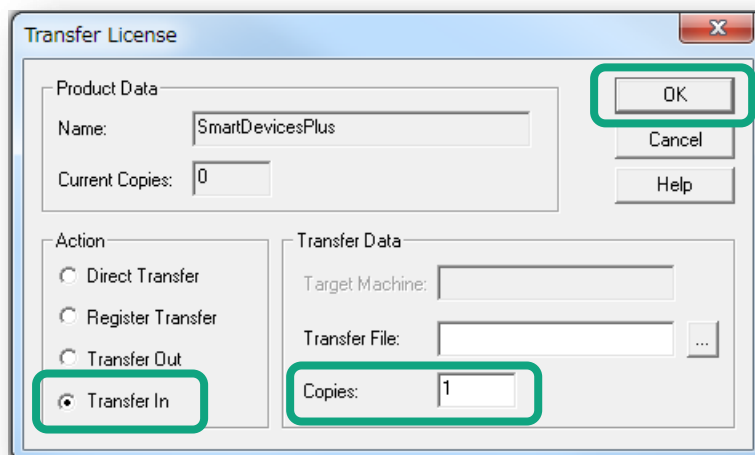 Transfer License
Product Data
Name: SmartDevicesPlus
Current Copies: 0
OK
Cancel
Help
Action
Direct Transfer
Register Transfer
Transfer Out
Transfer In
Transfer Data
Target Machine:
Transfer File: ...
Copies: 1